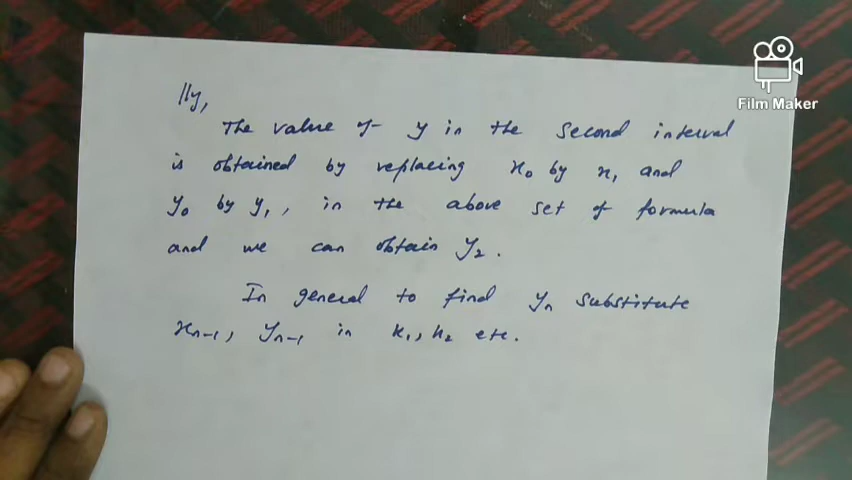 Film Maker
llly,
The value of y in the second interval
is obtained by replacing x₀ by x₁ and
y₀ by y₁, in the above set of formula
and we can obtain y₂.
In general to find yₙ substitute
xₙ₋₁, yₙ₋₁ in k₁, k₂ etc.